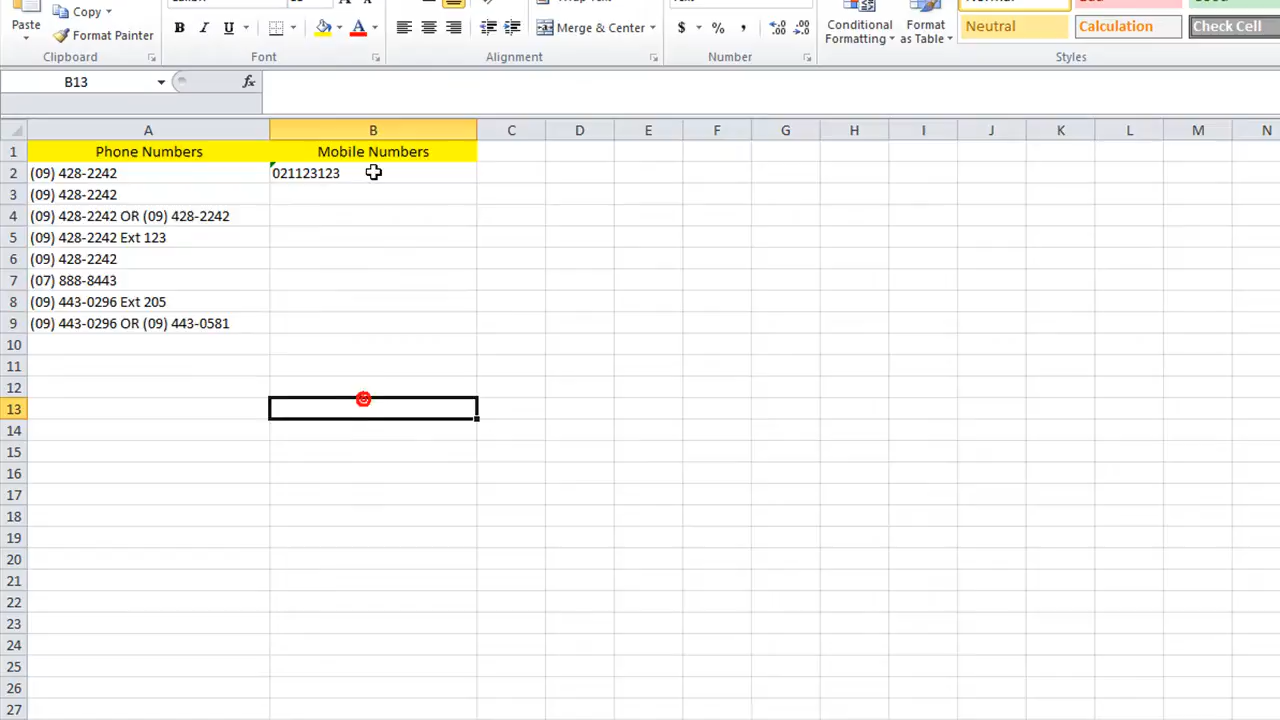 Copy
Paste
Format Painter
B I U A
Merge & Center
$ % ,
Conditional Formatting
Format as Table
Neutral
Calculation
Check Cell
Clipboard
Font
Alignment
Number
Styles
B13
fx
A B C D E F G H I J K L M N
1 Phone Numbers Mobile Numbers
2 (09) 428-2242 021123123
3 (09) 428-2242
4 (09) 428-2242 OR (09) 428-2242
5 (09) 428-2242 Ext 123
6 (09) 428-2242
7 (07) 888-8443
8 (09) 443-0296 Ext 205
9 (09) 443-0296 OR (09) 443-0581
10
11
12
13
14
15
16
17
18
19
20
21
22
23
24
25
26
27